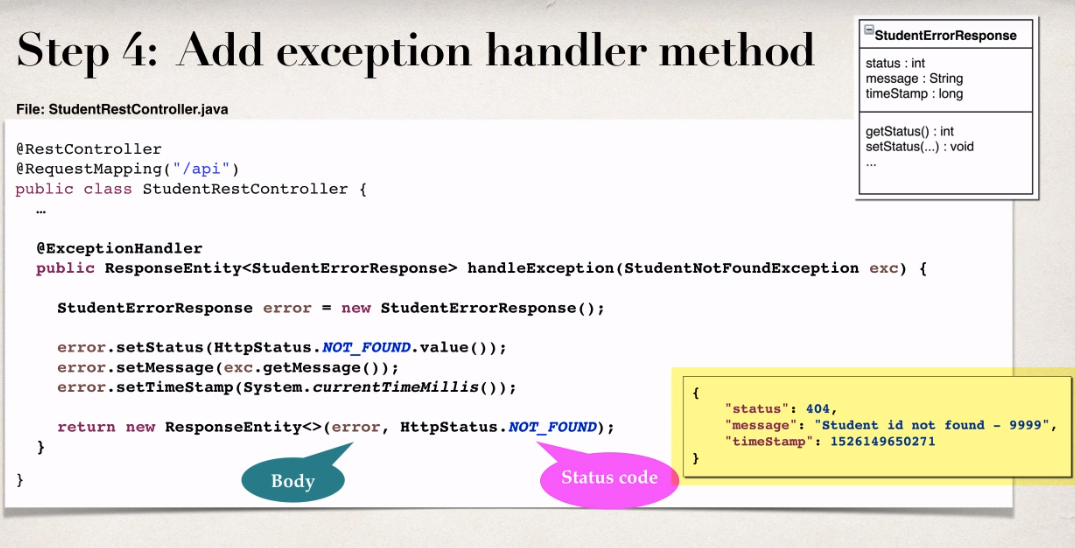 Step 4: Add exception handler method
File: StudentRestController.java
@RestController
@RequestMapping("/api")
public class StudentRestController {
…
@ExceptionHandler
public ResponseEntity<StudentErrorResponse> handleException(StudentNotFoundException exc) {
StudentErrorResponse error = new StudentErrorResponse();
error.setStatus(HttpStatus.NOT_FOUND.value());
error.setMessage(exc.getMessage());
error.setTimeStamp(System.currentTimeMillis());
return new ResponseEntity<>(error, HttpStatus.NOT_FOUND);
}
}
Body
Status code
StudentErrorResponse
status : int
message : String
timeStamp : long
getStatus() : int
setStatus(...) : void
...
{
"status": 404,
"message": "Student id not found - 9999",
"timeStamp": 1526149650271
}